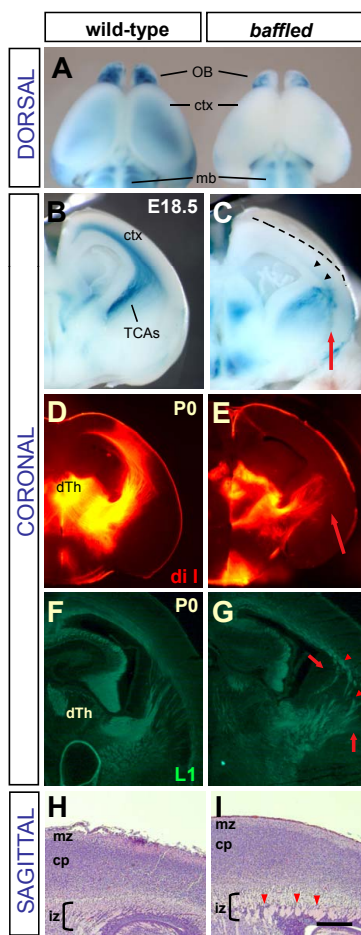 wild-type baffled
DORSAL
A
OB
ctx
mb
CORONAL
B E18.5 C
ctx
TCAs
D P0 E
dTh
di I
F P0 G
dTh
L1
SAGITTAL
H I
mz mz
cp cp
iz iz